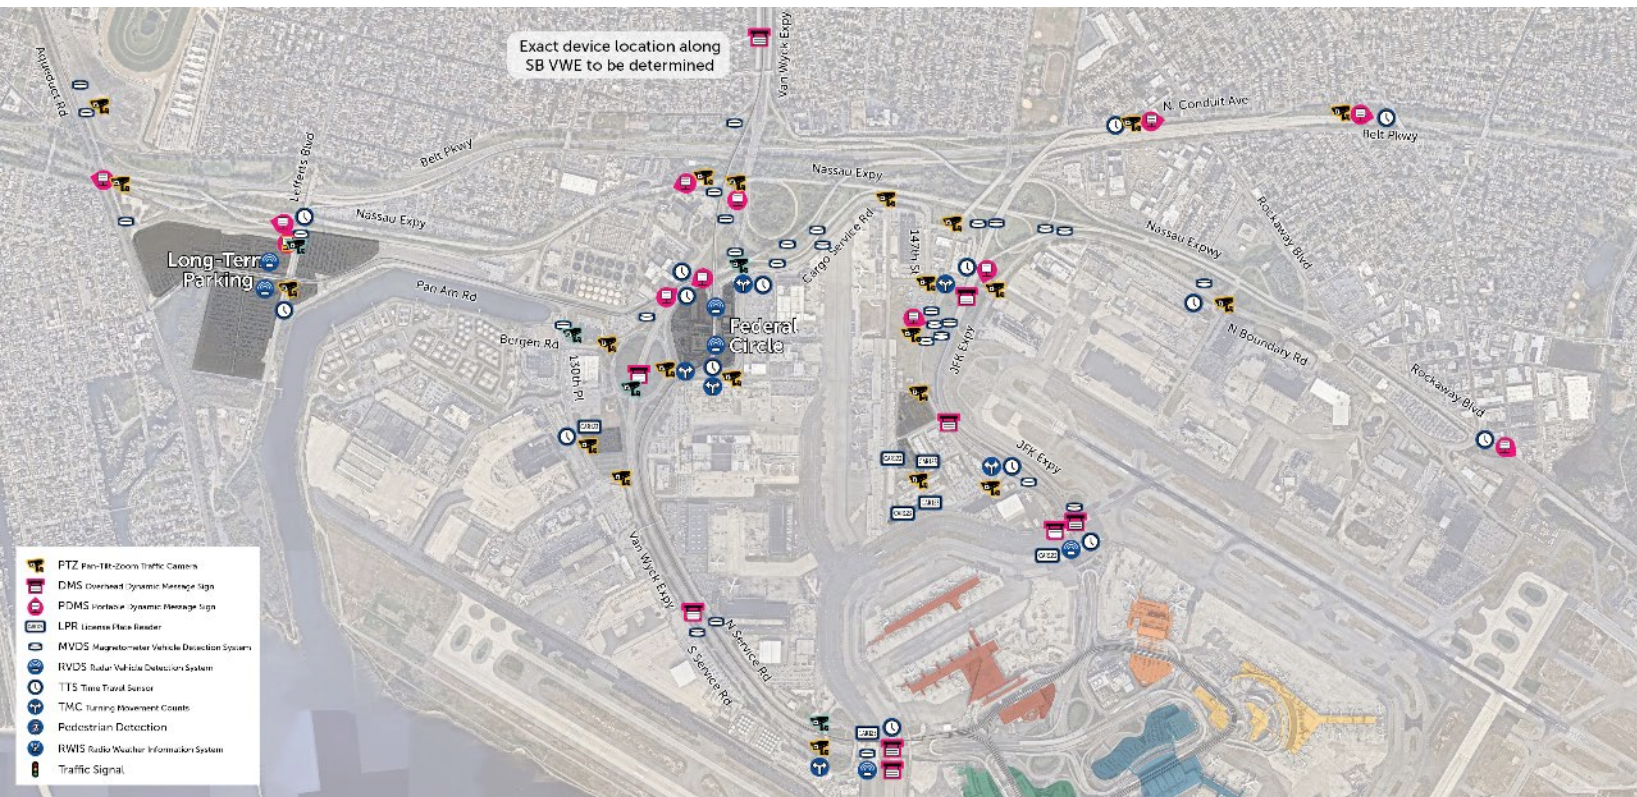 Exact device location along
SB VWE to be determined
Van Wyck Expy
Aqueduct Rd
N. Conduit Ave
Belt Pkwy
Lefferts Blvd
Belt Pkwy
Nassau Expy
Nassau Expy
Cargo Service Rd
147th St
Nassau Expwy
Rockaway Blvd
Long-Term
Parking
Pan Am Rd
Federal
Circle
Bergen Rd
130th Pl
JFK Expy
N Boundary Rd
Rockaway Blvd
JFK Expy
Van Wyck Expy
N Service Rd
S Service Rd
PTZ Pan-Tilt-Zoom Traffic Camera
DMS Overhead Dynamic Message Sign
PDMS Portable Dynamic Message Sign
LPR License Plate Reader
MVDS Magnetometer Vehicle Detection System
RVDS Radar Vehicle Detection System
TTS Time Travel Sensor
TMC Turning Movement Counts
Pedestrian Detection
RWIS Radio Weather Information System
Traffic Signal